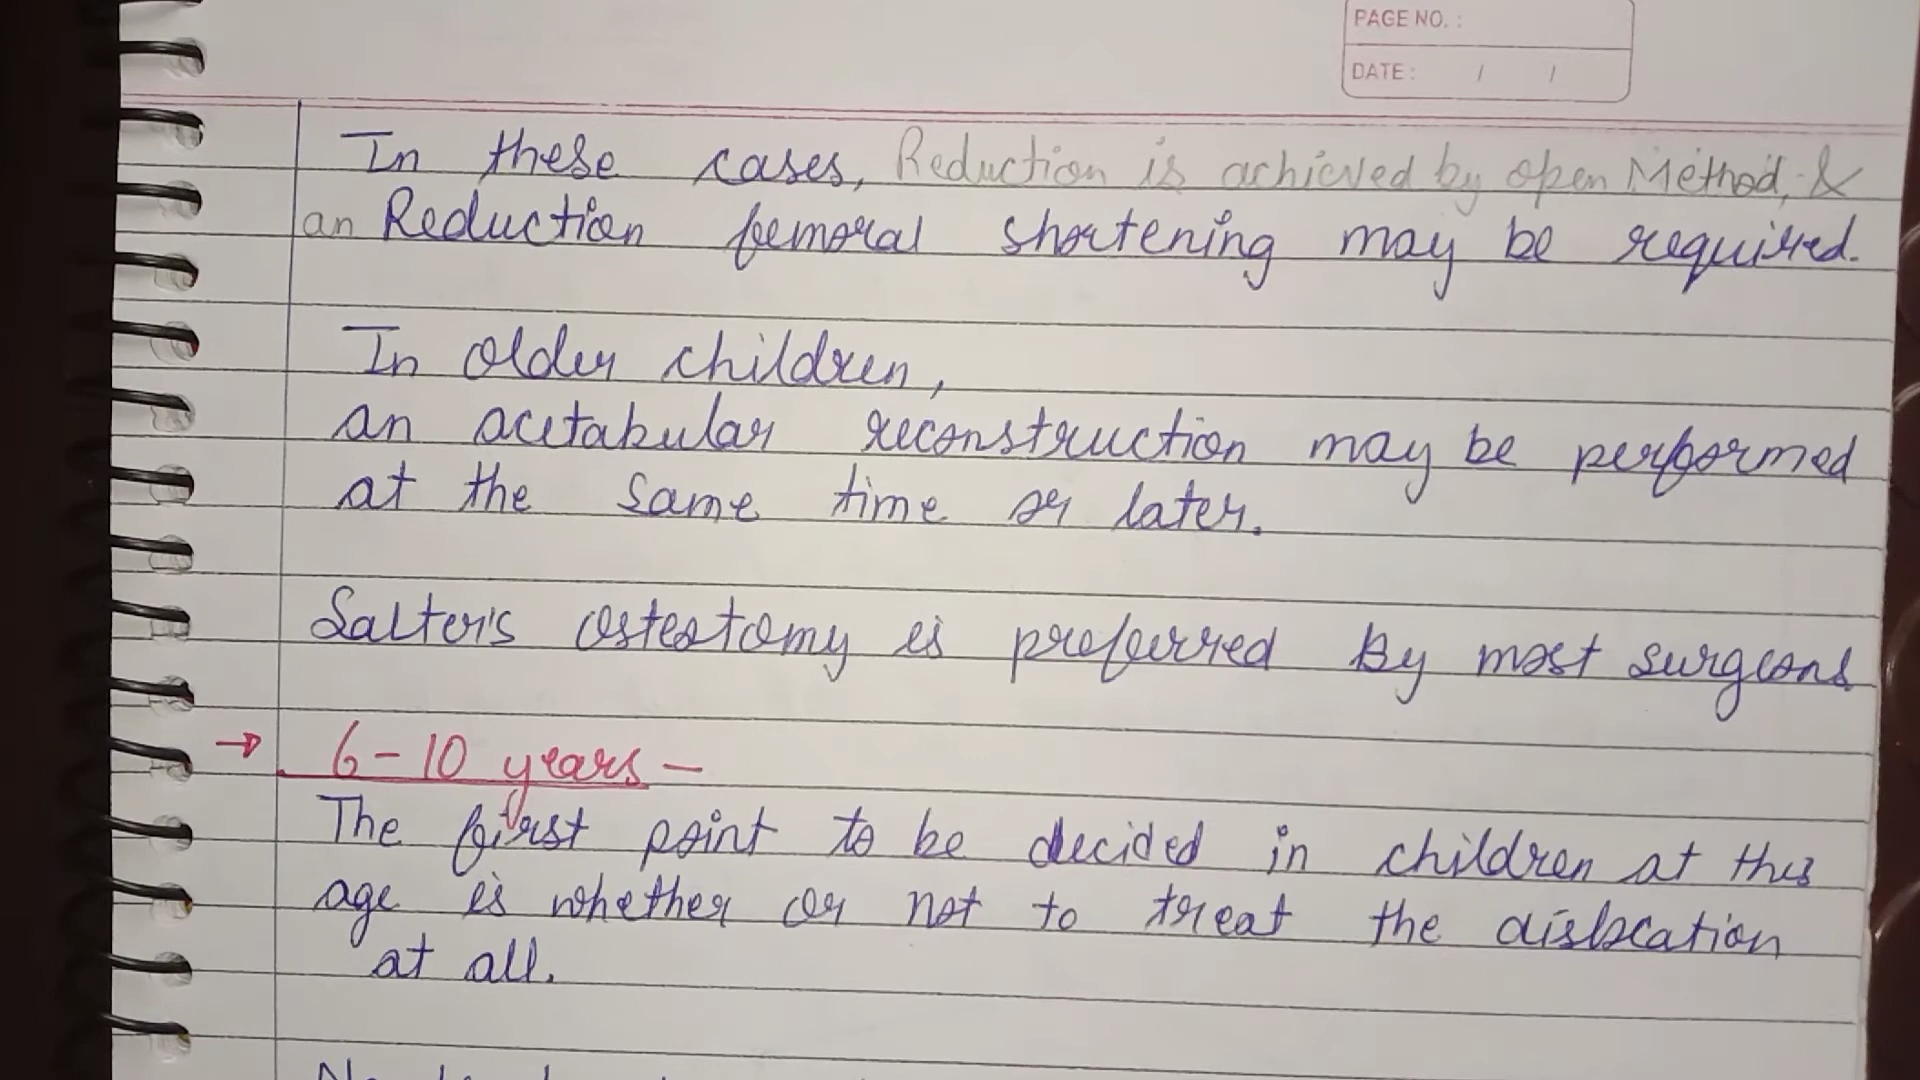 PAGE NO. :
DATE : / /
In these cases, Reduction is achieved by open Method, &
an Reduction femoral shortening may be required.
In older children,
an acetabular reconstruction may be performed
at the same time or later.
Salter's osteotomy is preferred By most surgeons
→ 6-10 years -
The first point to be decided in children at this
age is whether or not to treat the dislocation
at all.